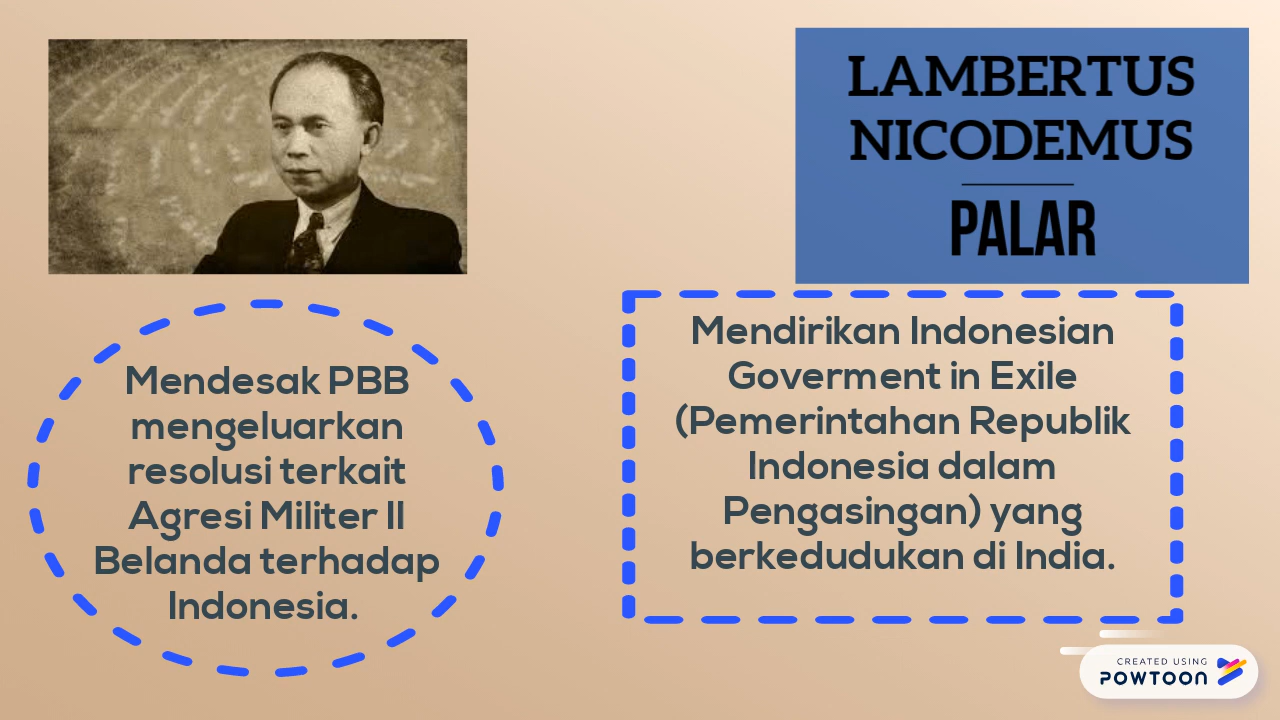 LAMBERTUS
NICODEMUS
PALAR
Mendesak PBB
mengeluarkan
resolusi terkait
Agresi Militer II
Belanda terhadap
Indonesia.
Mendirikan Indonesian
Goverment in Exile
(Pemerintahan Republik
Indonesia dalam
Pengasingan) yang
berkedudukan di India.
CREATED USING
POWTOON